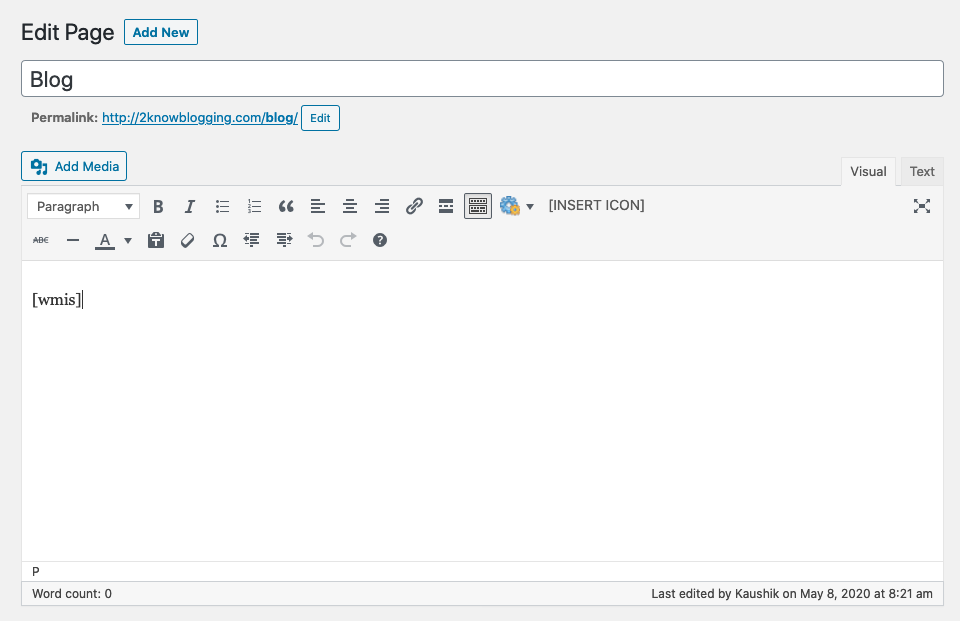 Edit Page Add New
Blog
Permalink: http://2knowblogging.com/blog/ Edit
Add Media
Visual Text
Paragraph B I [INSERT ICON]
ABC A Ω ?
[wmis]
P
Word count: 0 Last edited by Kaushik on May 8, 2020 at 8:21 am